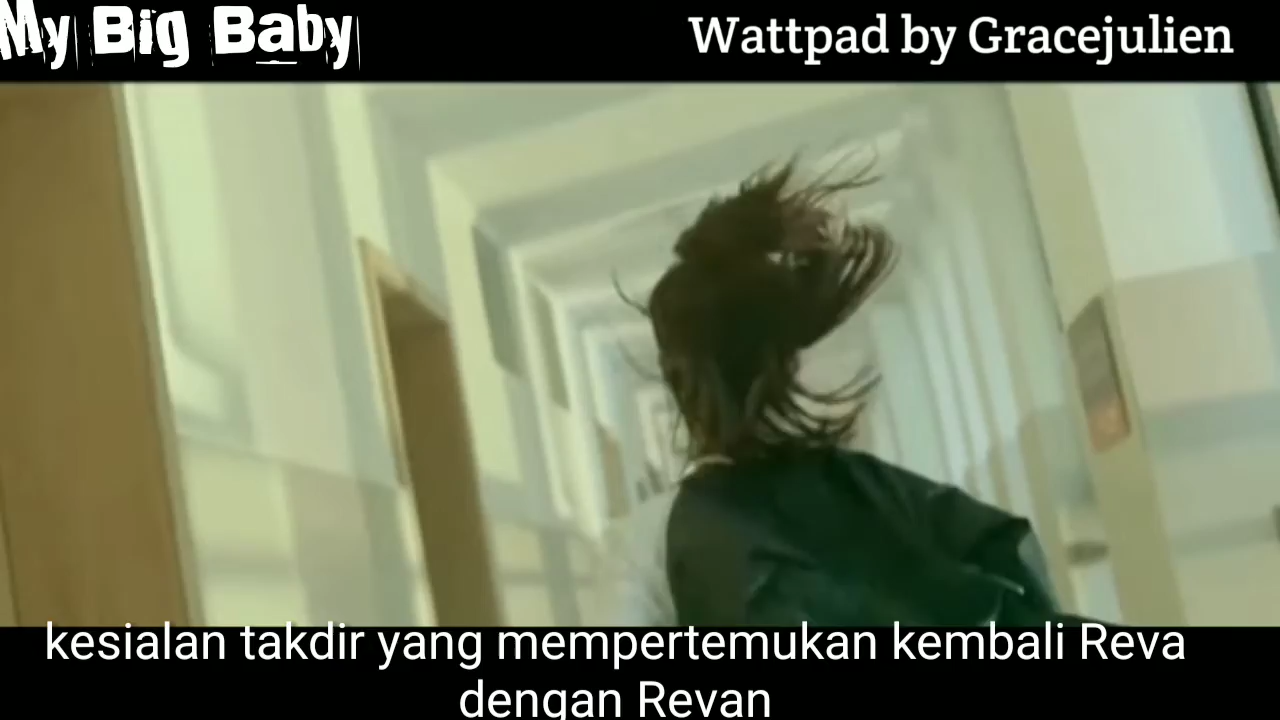 My Big Baby
Wattpad by Gracejulien
kesialan takdir yang mempertemukan kembali Reva
dengan Revan